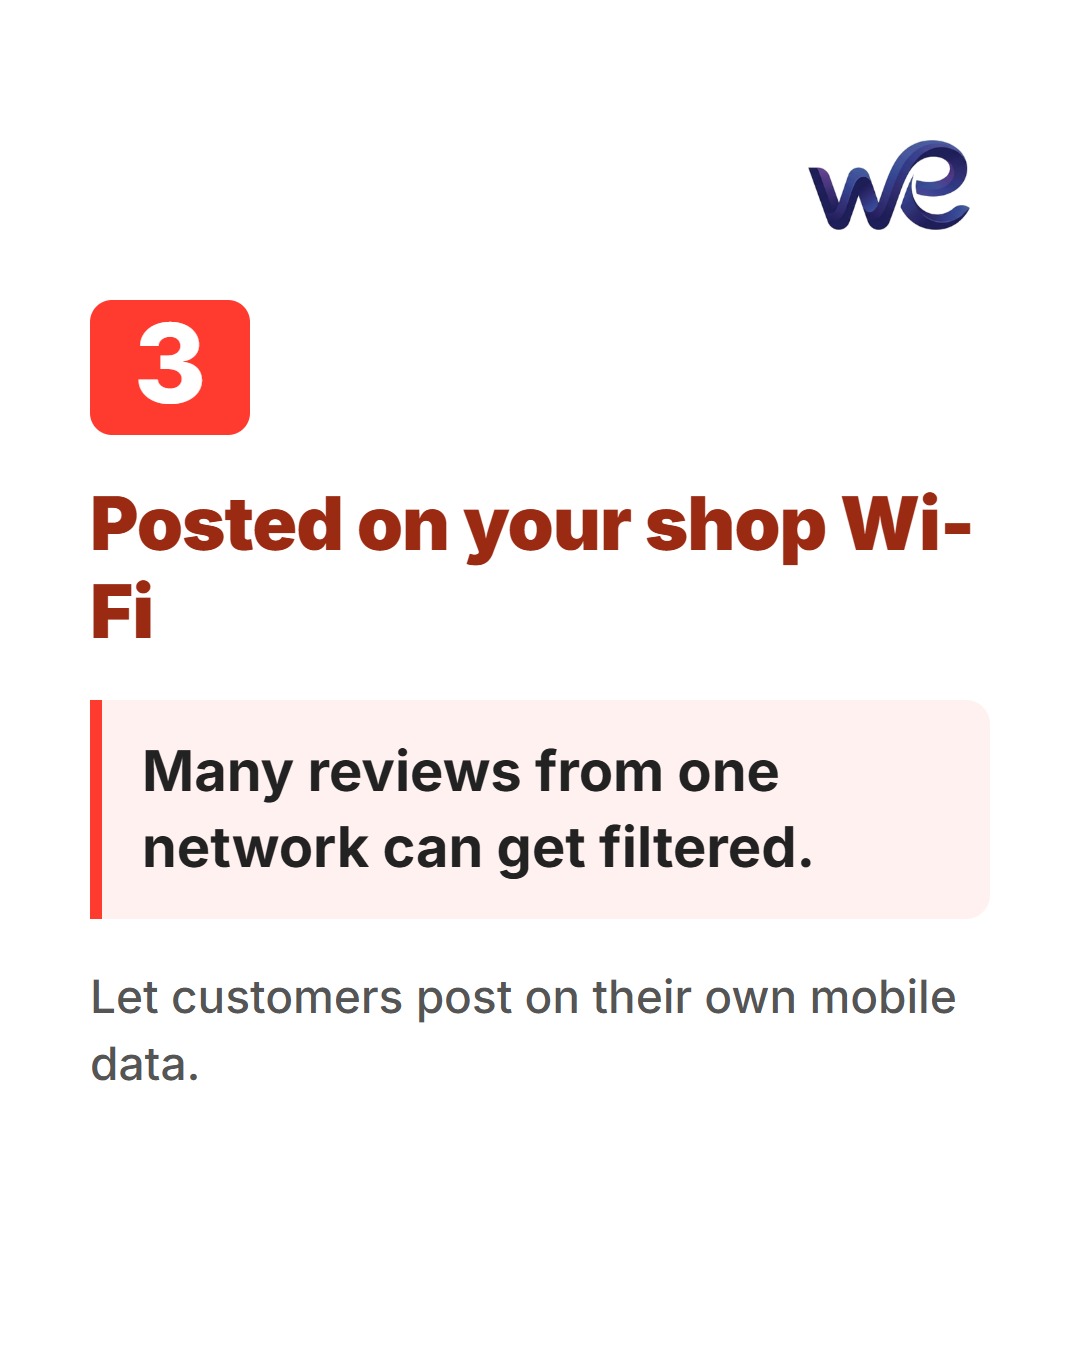 we
3
Posted on your shop Wi-
Fi
Many reviews from one
network can get filtered.
Let customers post on their own mobile
data.